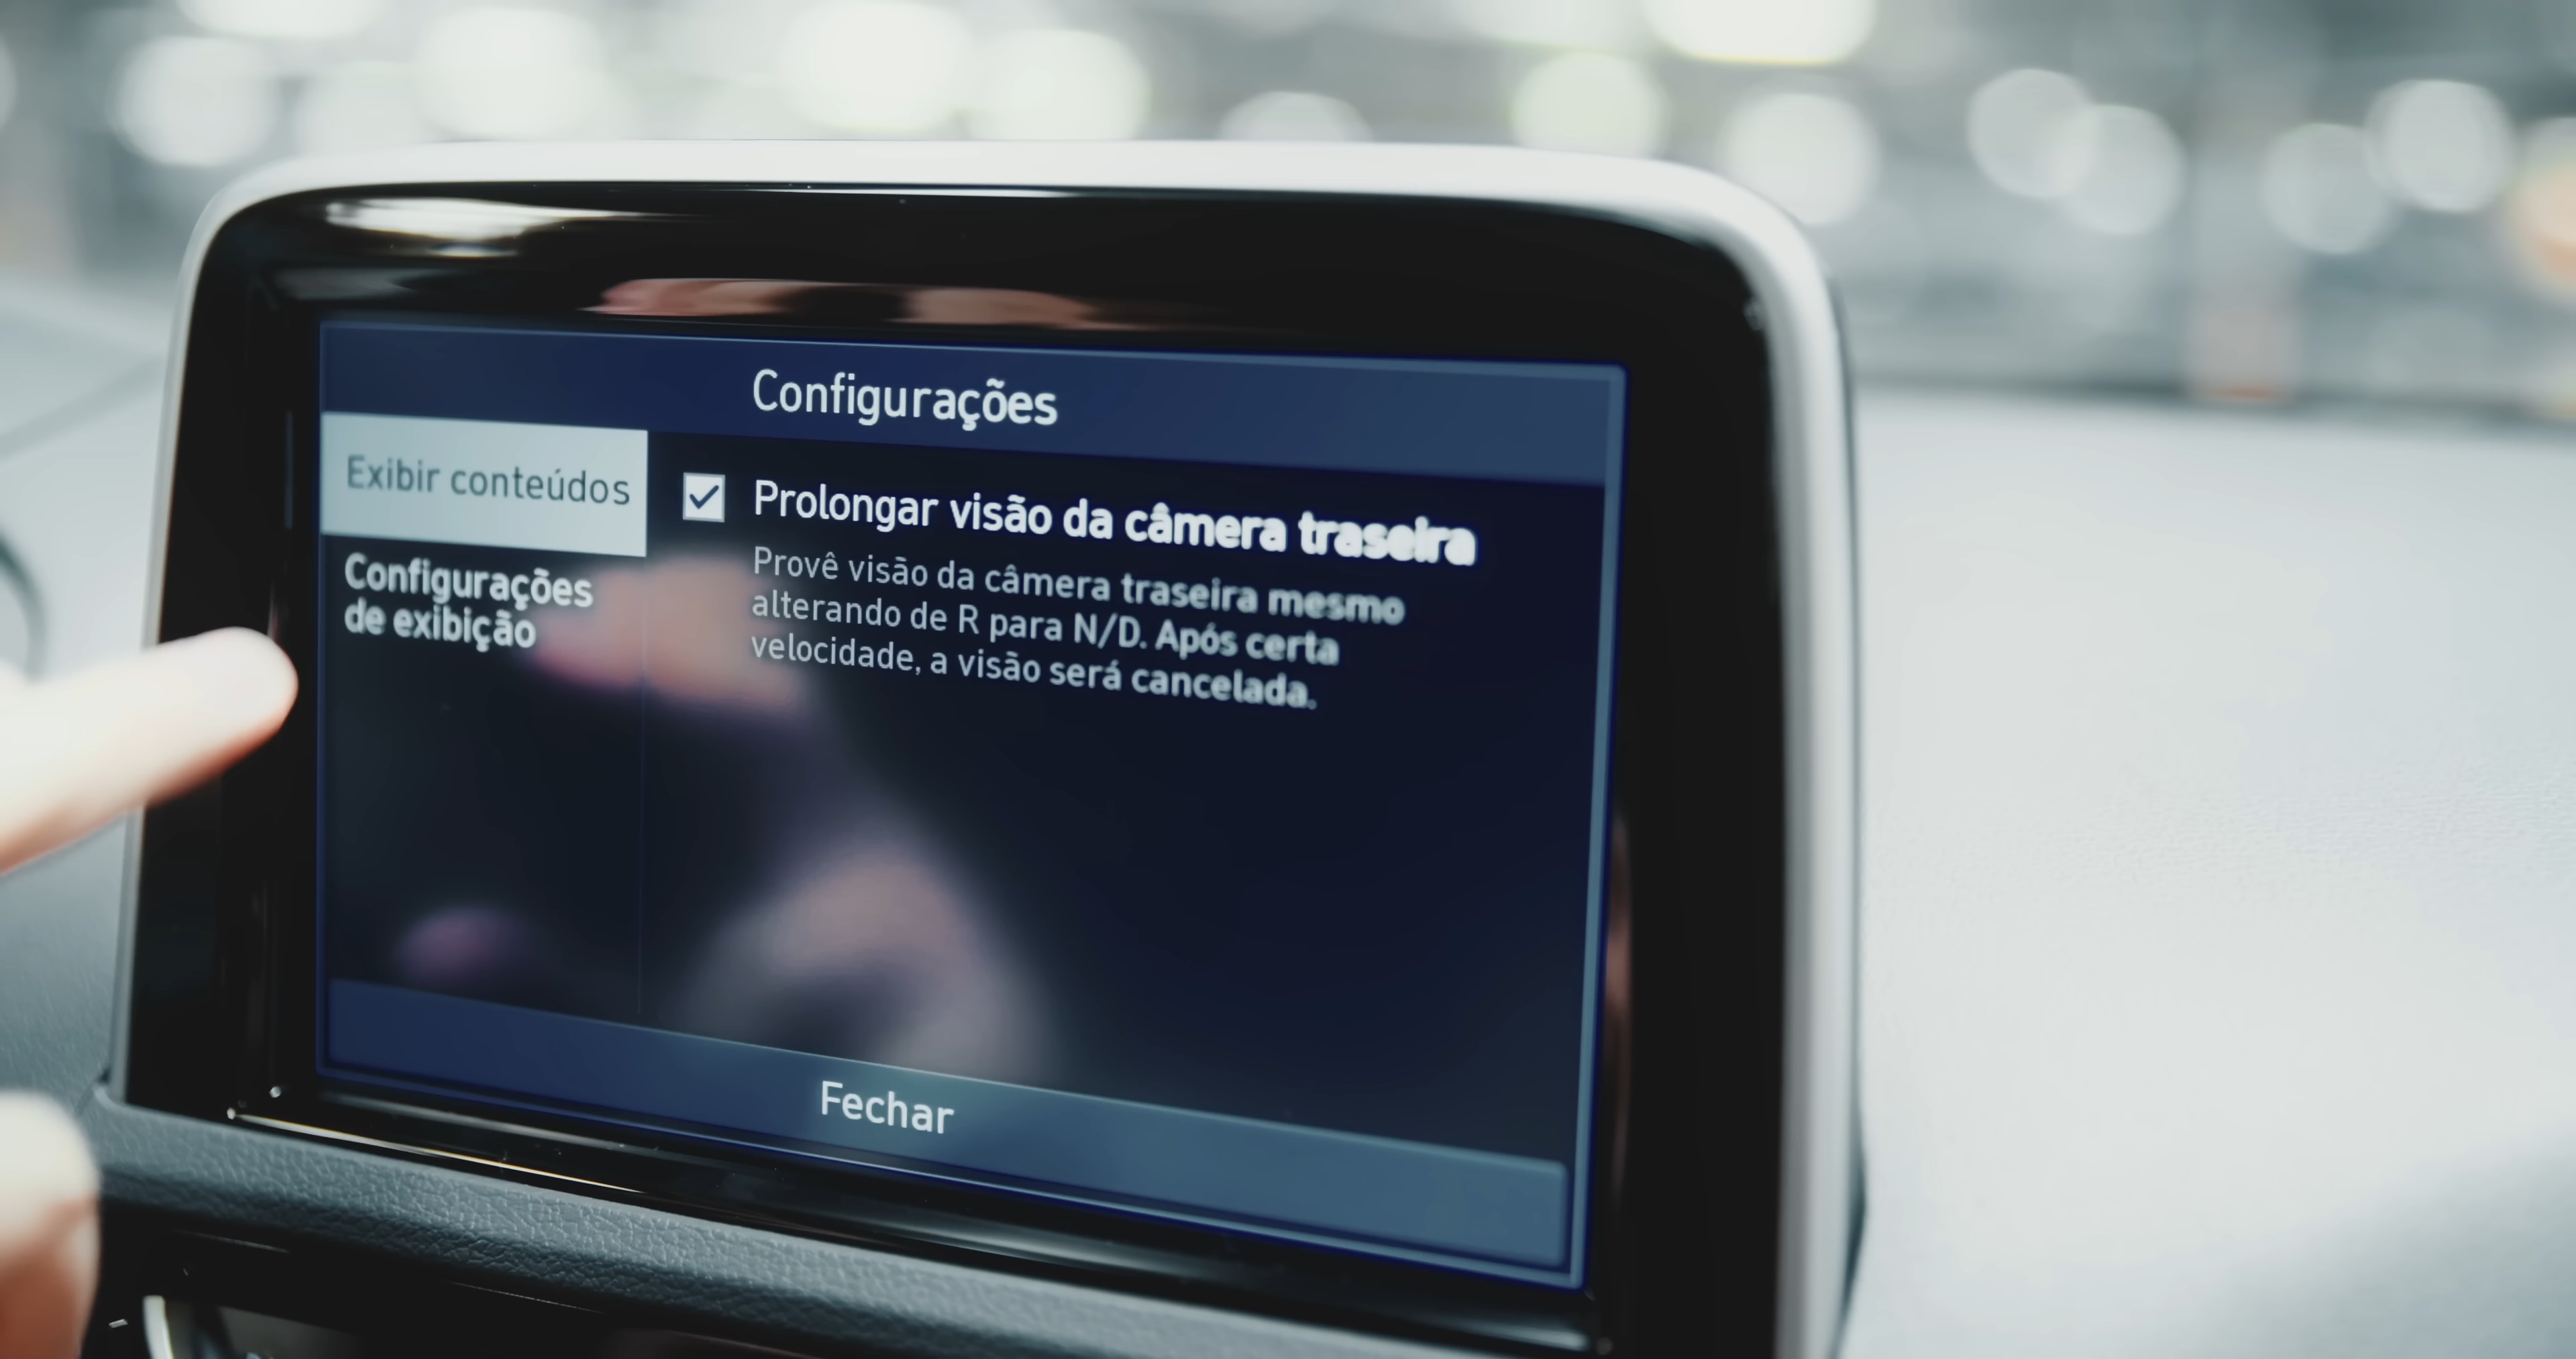 Configurações
Exibir conteúdos
Configurações
de exibição
Prolongar visão da câmera traseira
Provê visão da câmera traseira mesmo
alterando de R para N/D. Após certa
velocidade, a visão será cancelada.
Fechar